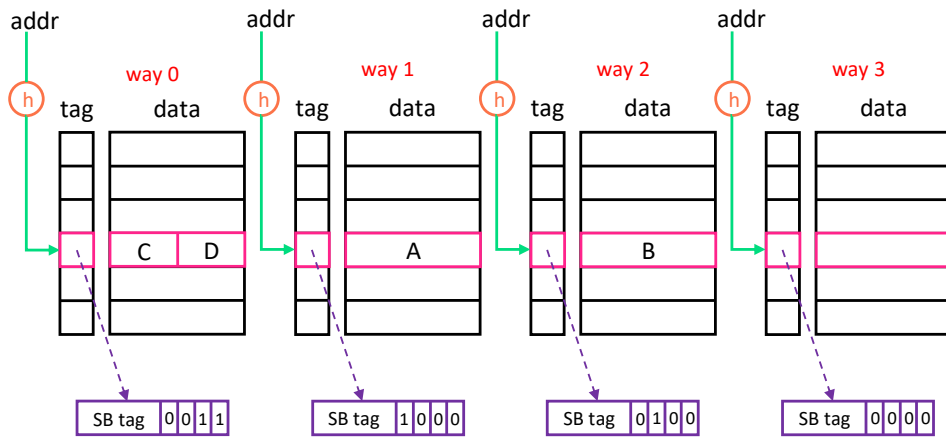 addr addr addr addr
way 0 way 1 way 2 way 3
h h h h
tag data tag data tag data tag data
C D A B
SB tag 0 0 1 1 SB tag 1 0 0 0 SB tag 0 1 0 0 SB tag 0 0 0 0